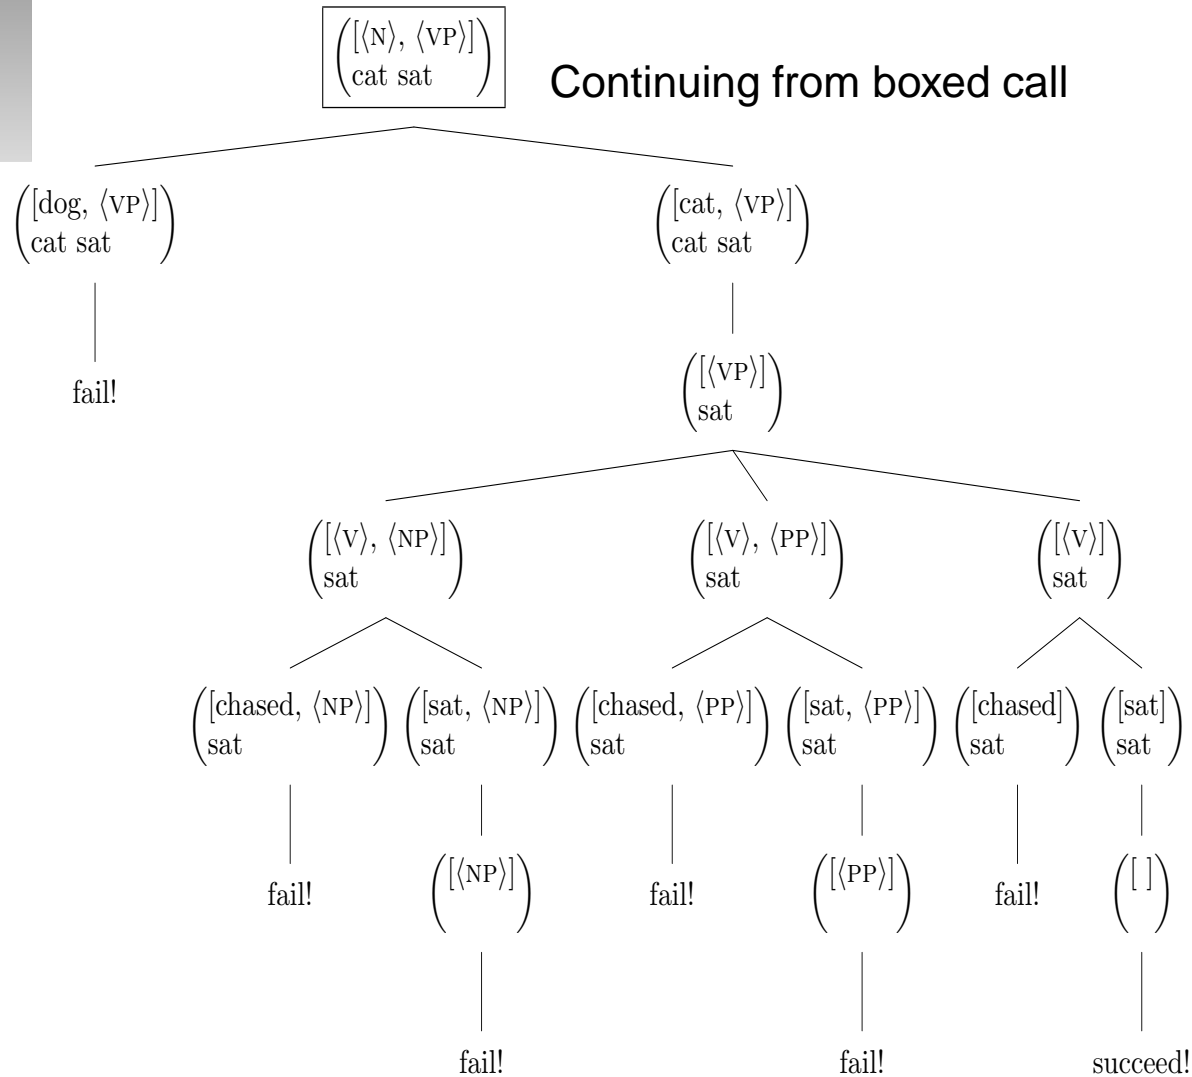 [⟨N⟩, ⟨VP⟩]
cat sat
Continuing from boxed call
[dog, ⟨VP⟩]
cat sat
[cat, ⟨VP⟩]
cat sat
fail!
[⟨VP⟩]
sat
[⟨V⟩, ⟨NP⟩]
sat
[⟨V⟩, ⟨PP⟩]
sat
[⟨V⟩]
sat
[chased, ⟨NP⟩]
sat
[sat, ⟨NP⟩]
sat
[chased, ⟨PP⟩]
sat
[sat, ⟨PP⟩]
sat
[chased]
sat
[sat]
sat
fail!
[⟨NP⟩]
fail!
[⟨PP⟩]
fail!
[ ]
fail!
fail!
succeed!